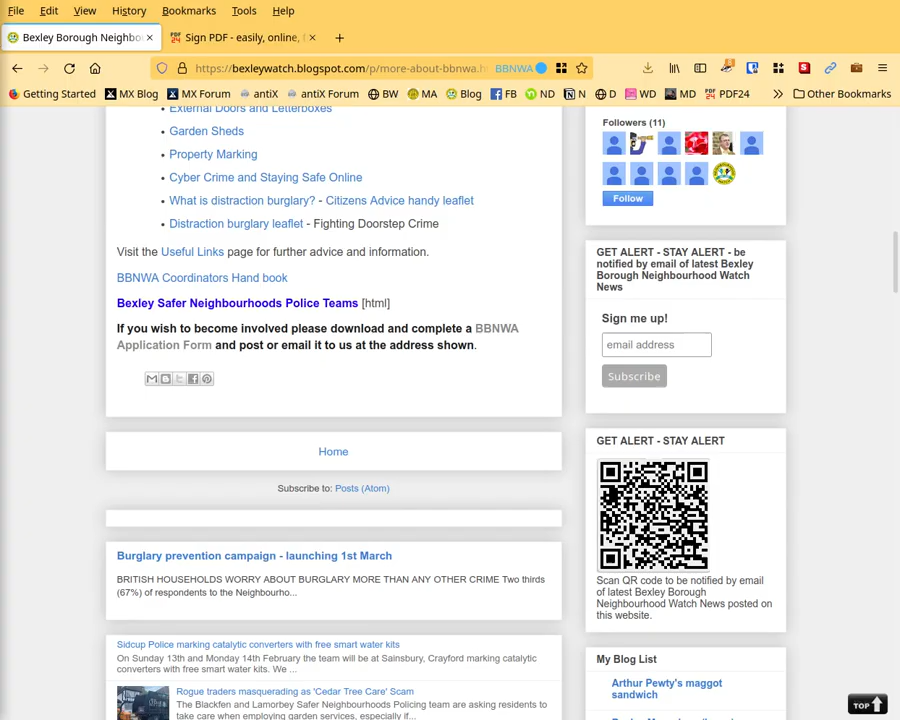 File Edit View History Bookmarks Tools Help
Bexley Borough Neighbo
Sign PDF - easily, online,
https://bexleywatch.blogspot.com/p/more-about-bbnwa.h
BBNWA
Getting Started MX Blog MX Forum antiX antiX Forum BW MA Blog FB ND N D WD MD PDF24 Other Bookmarks
External Doors and Letterboxes
• Garden Sheds
• Property Marking
• Cyber Crime and Staying Safe Online
• What is distraction burglary? - Citizens Advice handy leaflet
• Distraction burglary leaflet - Fighting Doorstep Crime
Visit the Useful Links page for further advice and information.
BBNWA Coordinators Hand book
Bexley Safer Neighbourhoods Police Teams [html]
If you wish to become involved please download and complete a BBNWA
Application Form and post or email it to us at the address shown.
Home
Subscribe to: Posts (Atom)
Burglary prevention campaign - launching 1st March
BRITISH HOUSEHOLDS WORRY ABOUT BURGLARY MORE THAN ANY OTHER CRIME Two thirds
(67%) of respondents to the Neighbourho...
Sidcup Police marking catalytic converters with free smart water kits
On Sunday 13th and Monday 14th February the team will be at Sainsbury, Crayford marking catalytic
converters with free smart water kits. We ...
Rogue traders masquerading as 'Cedar Tree Care' Scam
The Blackfen and Lamorbey Safer Neighbourhoods Policing team are asking residents to
take care when employing garden services, especially if...
Followers (11)
Follow
GET ALERT - STAY ALERT - be
notified by email of latest Bexley
Borough Neighbourhood Watch
News
Sign me up!
email address
Subscribe
GET ALERT - STAY ALERT
Scan QR code to be notified by email
of latest Bexley Borough
Neighbourhood Watch News posted on
this website.
My Blog List
Arthur Pewty's maggot
sandwich
TOP